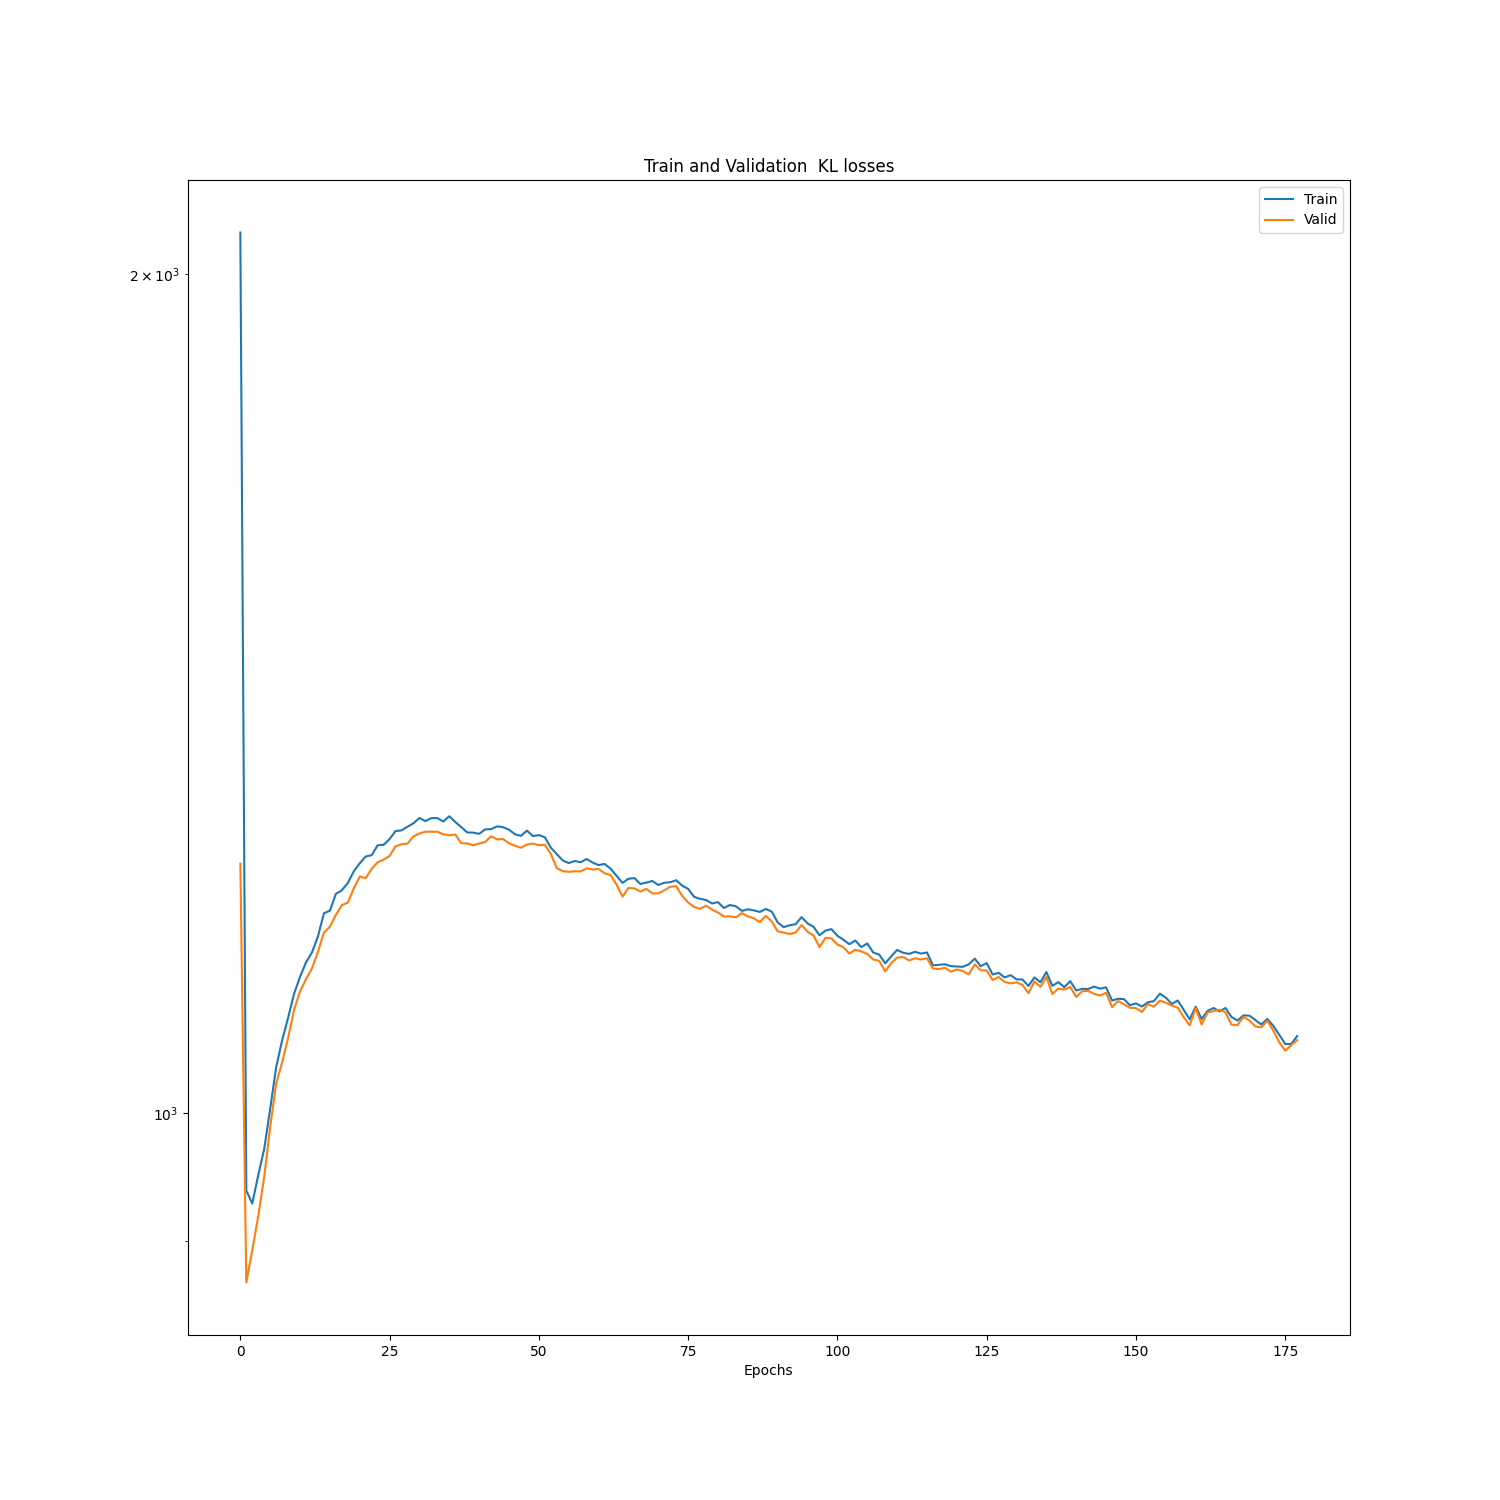 Train and Validation  KL losses
Train
Valid
2 × 10³
10³
0 25 50 75 100 125 150 175
Epochs